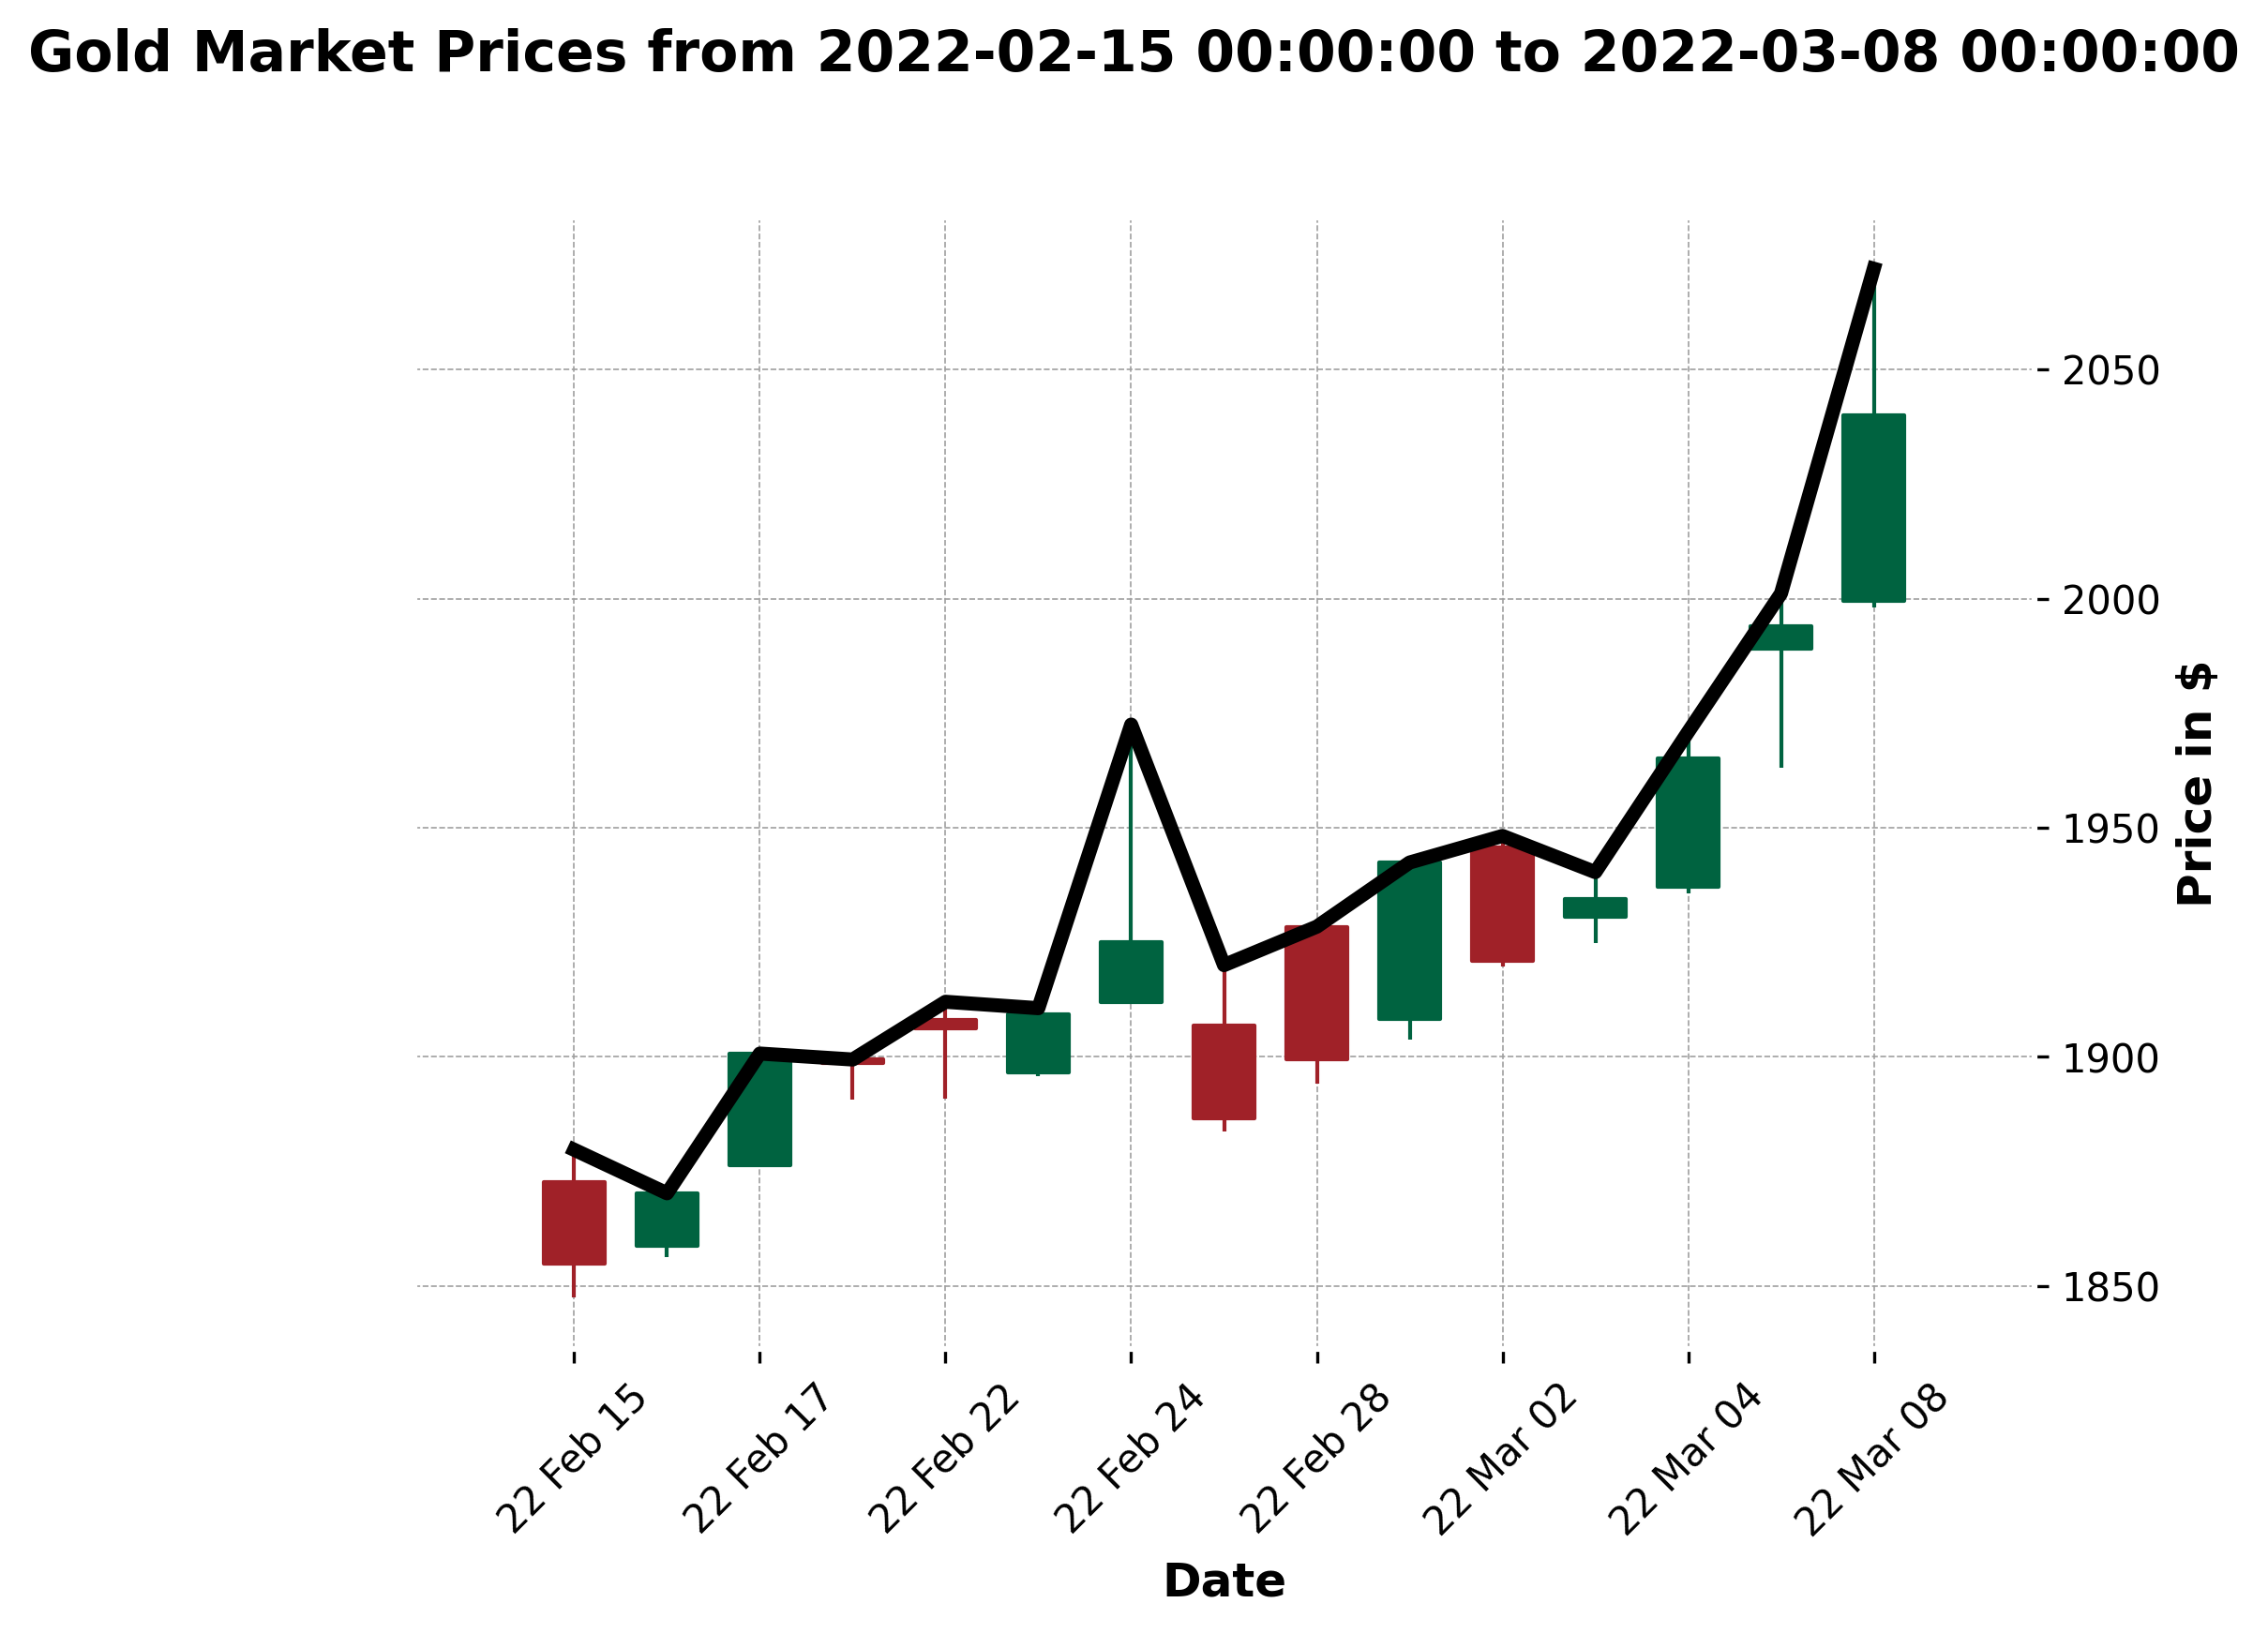 Gold Market Prices from 2022-02-15 00:00:00 to 2022-03-08 00:00:00
2050
2000
1950
1900
1850
Price in $
22 Feb 15
22 Feb 17
22 Feb 22
22 Feb 24
22 Feb 28
22 Mar 02
22 Mar 04
22 Mar 08
Date